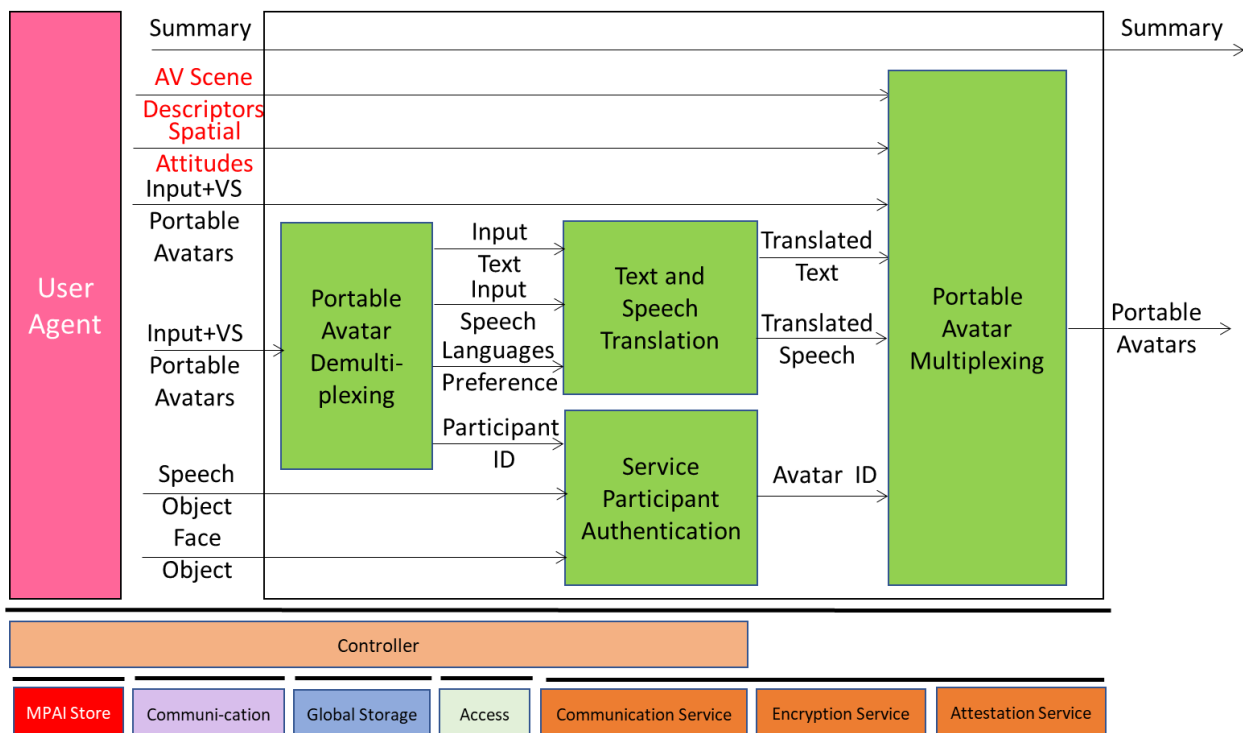 Summary
Summary
AV Scene
Descriptors
Spatial
Attitudes
Input+VS
Portable
Avatars
User
Agent
Input
Text
Input
Speech
Languages
Preference
Portable
Avatar
Demulti-
plexing
Text and
Speech
Translation
Translated
Text
Translated
Speech
Portable
Avatar
Multiplexing
Portable
Avatars
Input+VS
Portable
Avatars
Participant
ID
Speech
Object
Face
Object
Service
Participant
Authentication
Avatar ID
Controller
MPAI Store
Communi-cation
Global Storage
Access
Communication Service
Encryption Service
Attestation Service